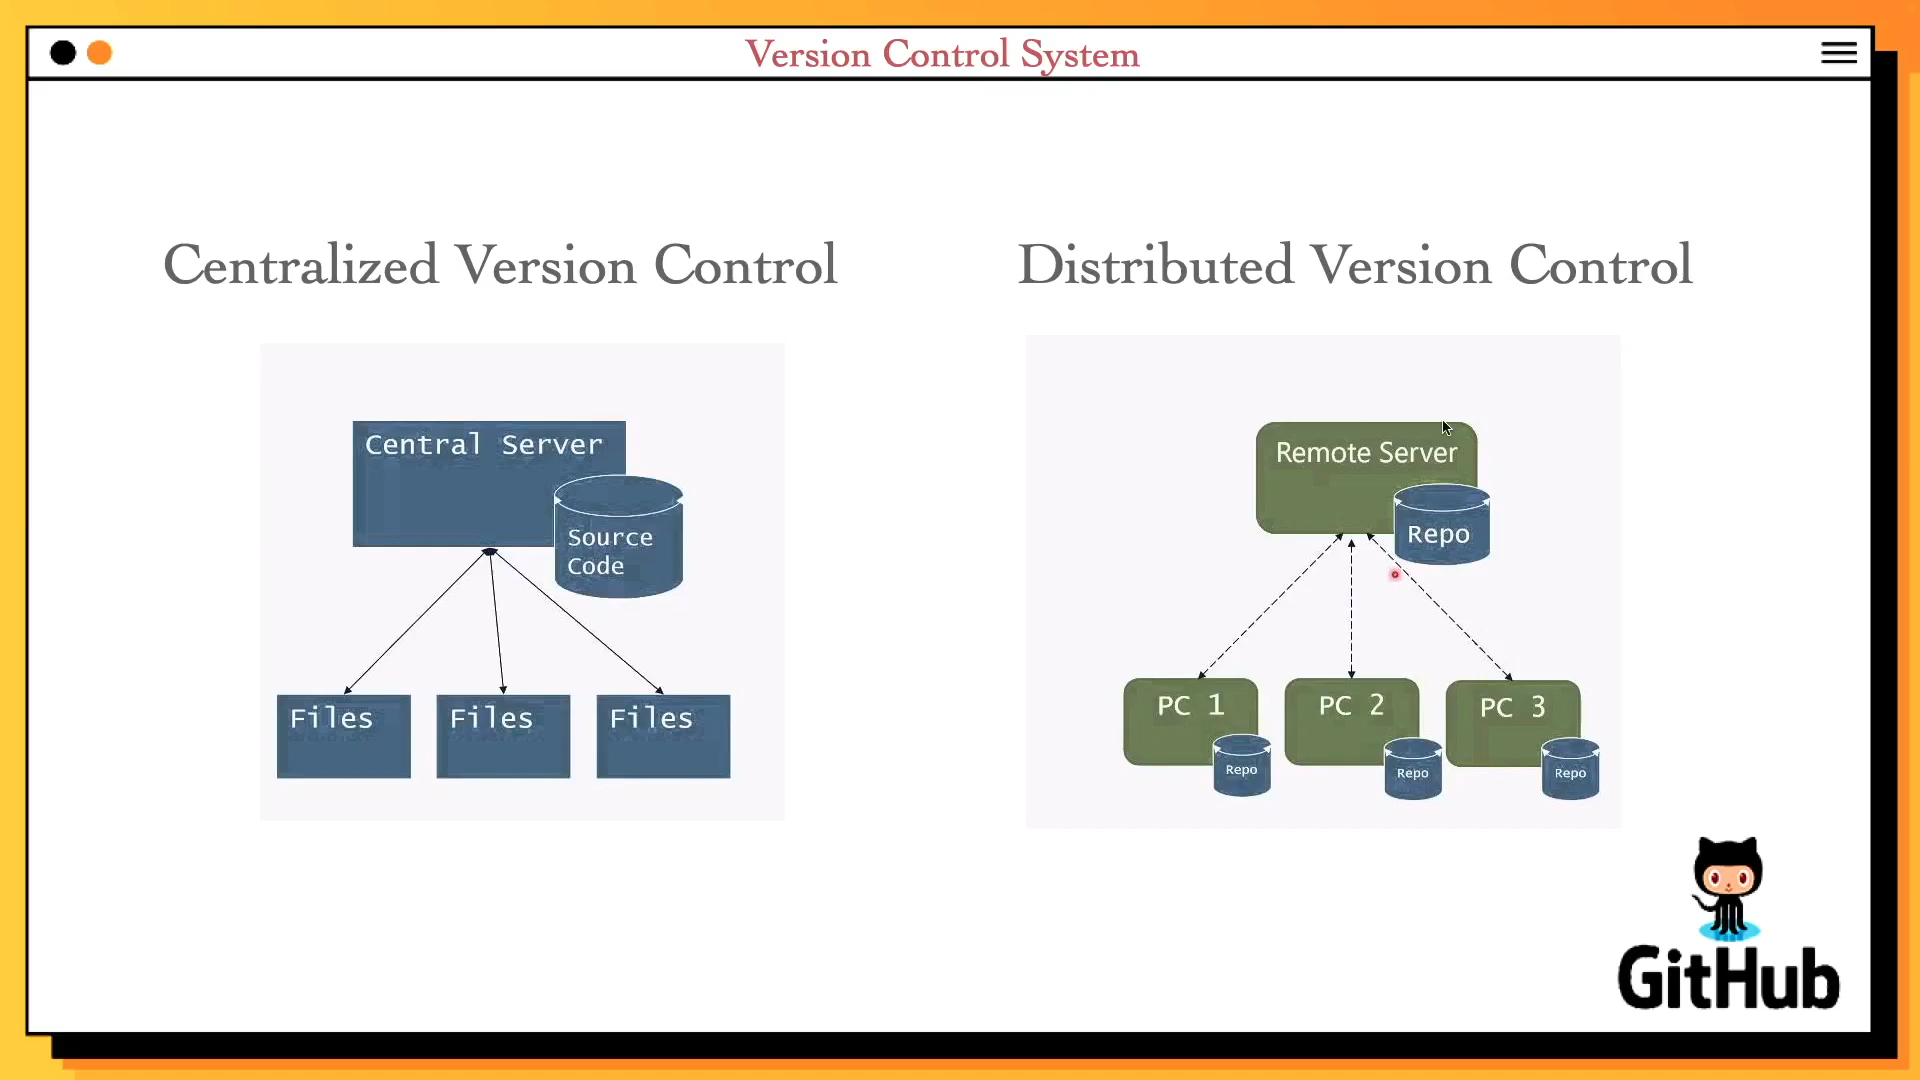 Version Control System
Centralized Version Control
Distributed Version Control
Central Server
Source
Code
Files
Files
Files
Remote Server
Repo
PC 1
PC 2
PC 3
Repo
Repo
Repo
GitHub